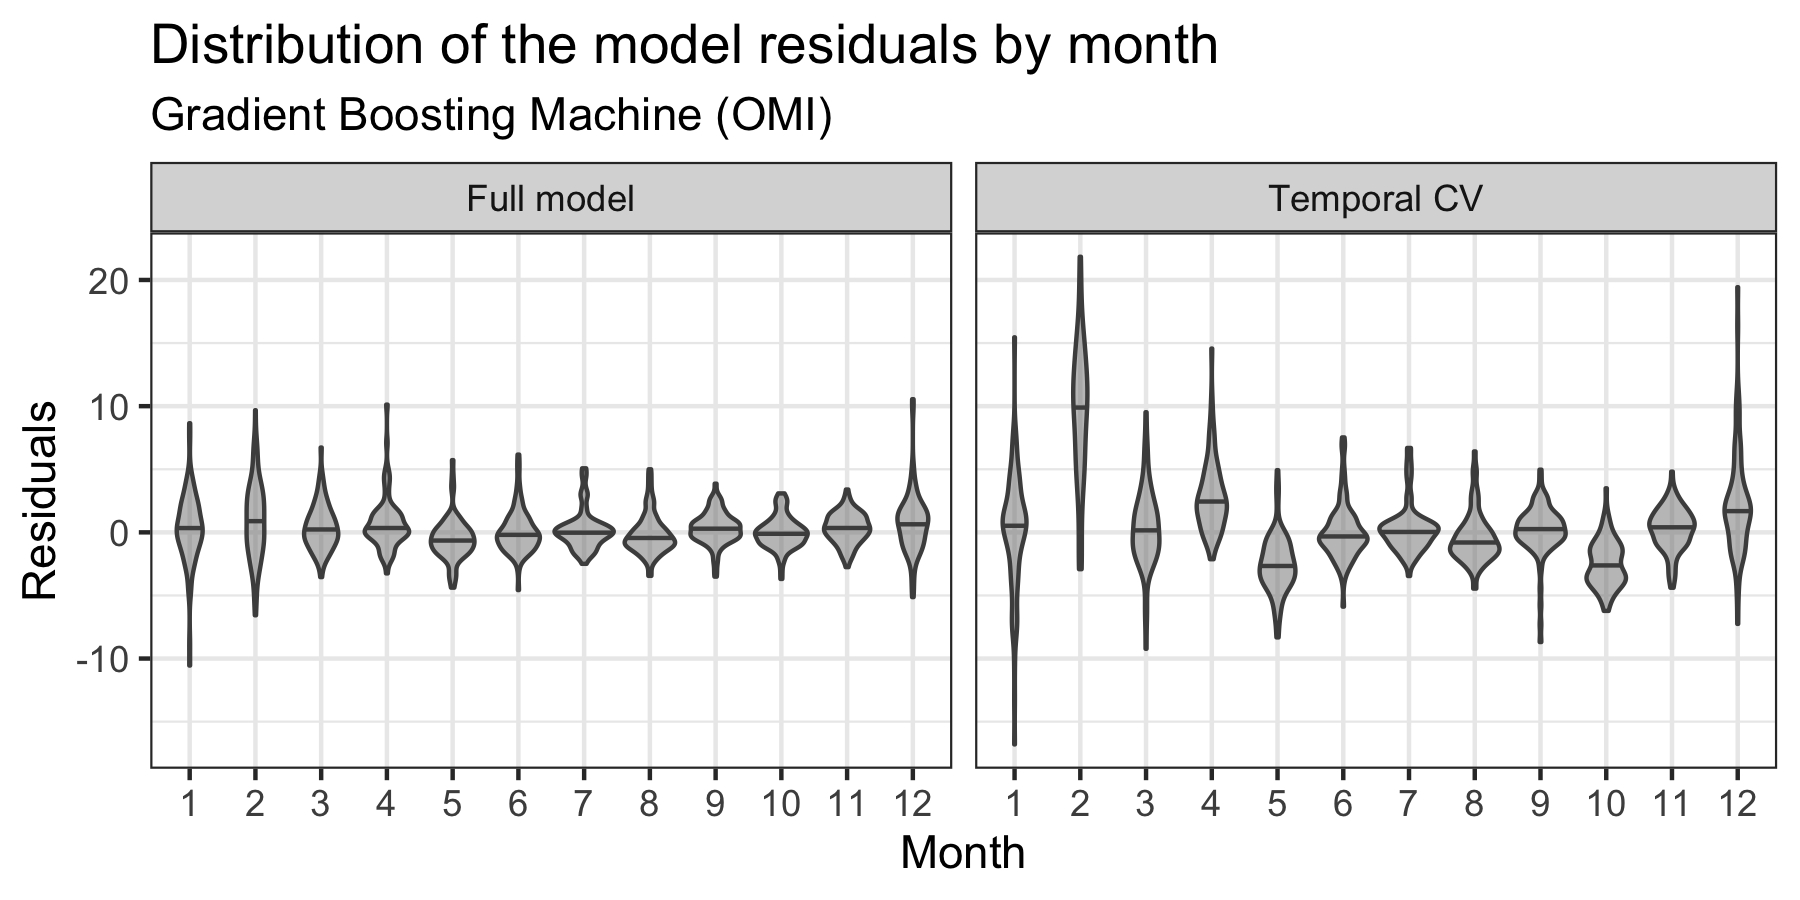 Distribution of the model residuals by month
Gradient Boosting Machine (OMI)
Full model
Temporal CV
Residuals
20
10
0
-10
1 2 3 4 5 6 7 8 9 10 11 12
1 2 3 4 5 6 7 8 9 10 11 12
Month